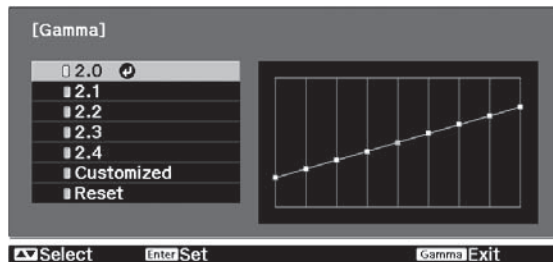 [Gamma]
2.0
2.1
2.2
2.3
2.4
Customized
Reset
Select Enter Set Gamma Exit